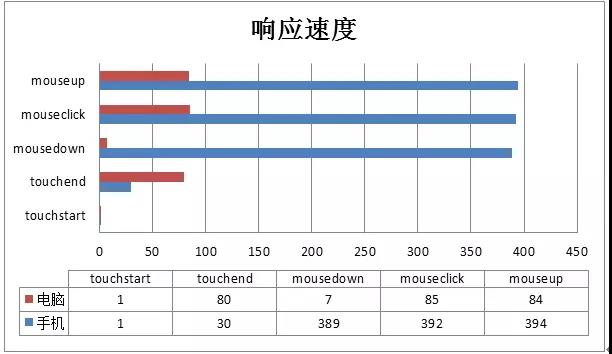 响应速度
mouseup
mouseclick
mousedown
touchend
touchstart
0 50 100 150 200 250 300 350 400 450
touchstart touchend mousedown mouseclick mouseup
电脑 1 80 7 85 84
手机 1 30 389 392 394